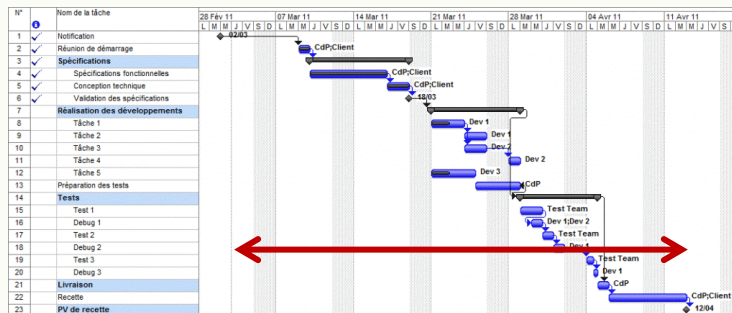 N° Nom de la tâche 28 Fév 11 07 Mar 11 14 Mar 11 21 Mar 11 28 Mar 11 04 Avr 11 11 Avr 11
L M M J V S D L M M J V S D L M M J V S D L M M J V S D L M M J V S D L M M J V S D L M M J V S
1 Notification 02/03
2 Réunion de démarrage CdP;Client
3 Spécifications
4 Spécifications fonctionnelles CdP;Client
5 Conception technique CdP;Client
6 Validation des spécifications 18/03
7 Réalisation des développements
8 Tâche 1 Dev 1
9 Tâche 2 Dev 1
10 Tâche 3 Dev 2
11 Tâche 4 Dev 2
12 Tâche 5 Dev 3
13 Préparation des tests CdP
14 Tests
15 Test 1 Test Team
16 Debug 1 Dev 1;Dev 2
17 Test 2 Test Team
18 Debug 2 Dev 1
19 Test 3 Test Team
20 Debug 3 Dev 1
21 Livraison CdP
22 Recette CdP;Client
23 PV de recette 12/04